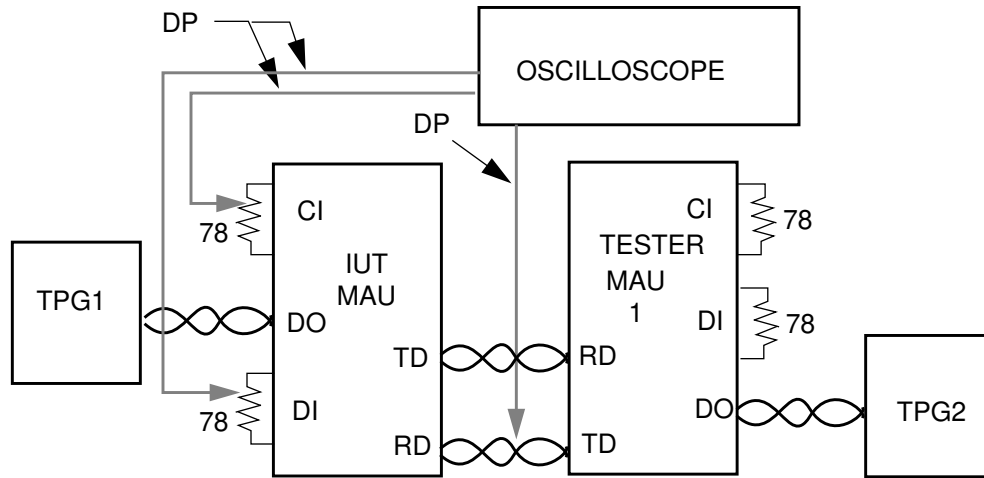 DP
OSCILLOSCOPE
DP
CI
78
CI
78
TPG1
IUT
MAU
TESTER
MAU
1
DO
DI
78
TD
RD
78
DI
DO
TPG2
RD
TD